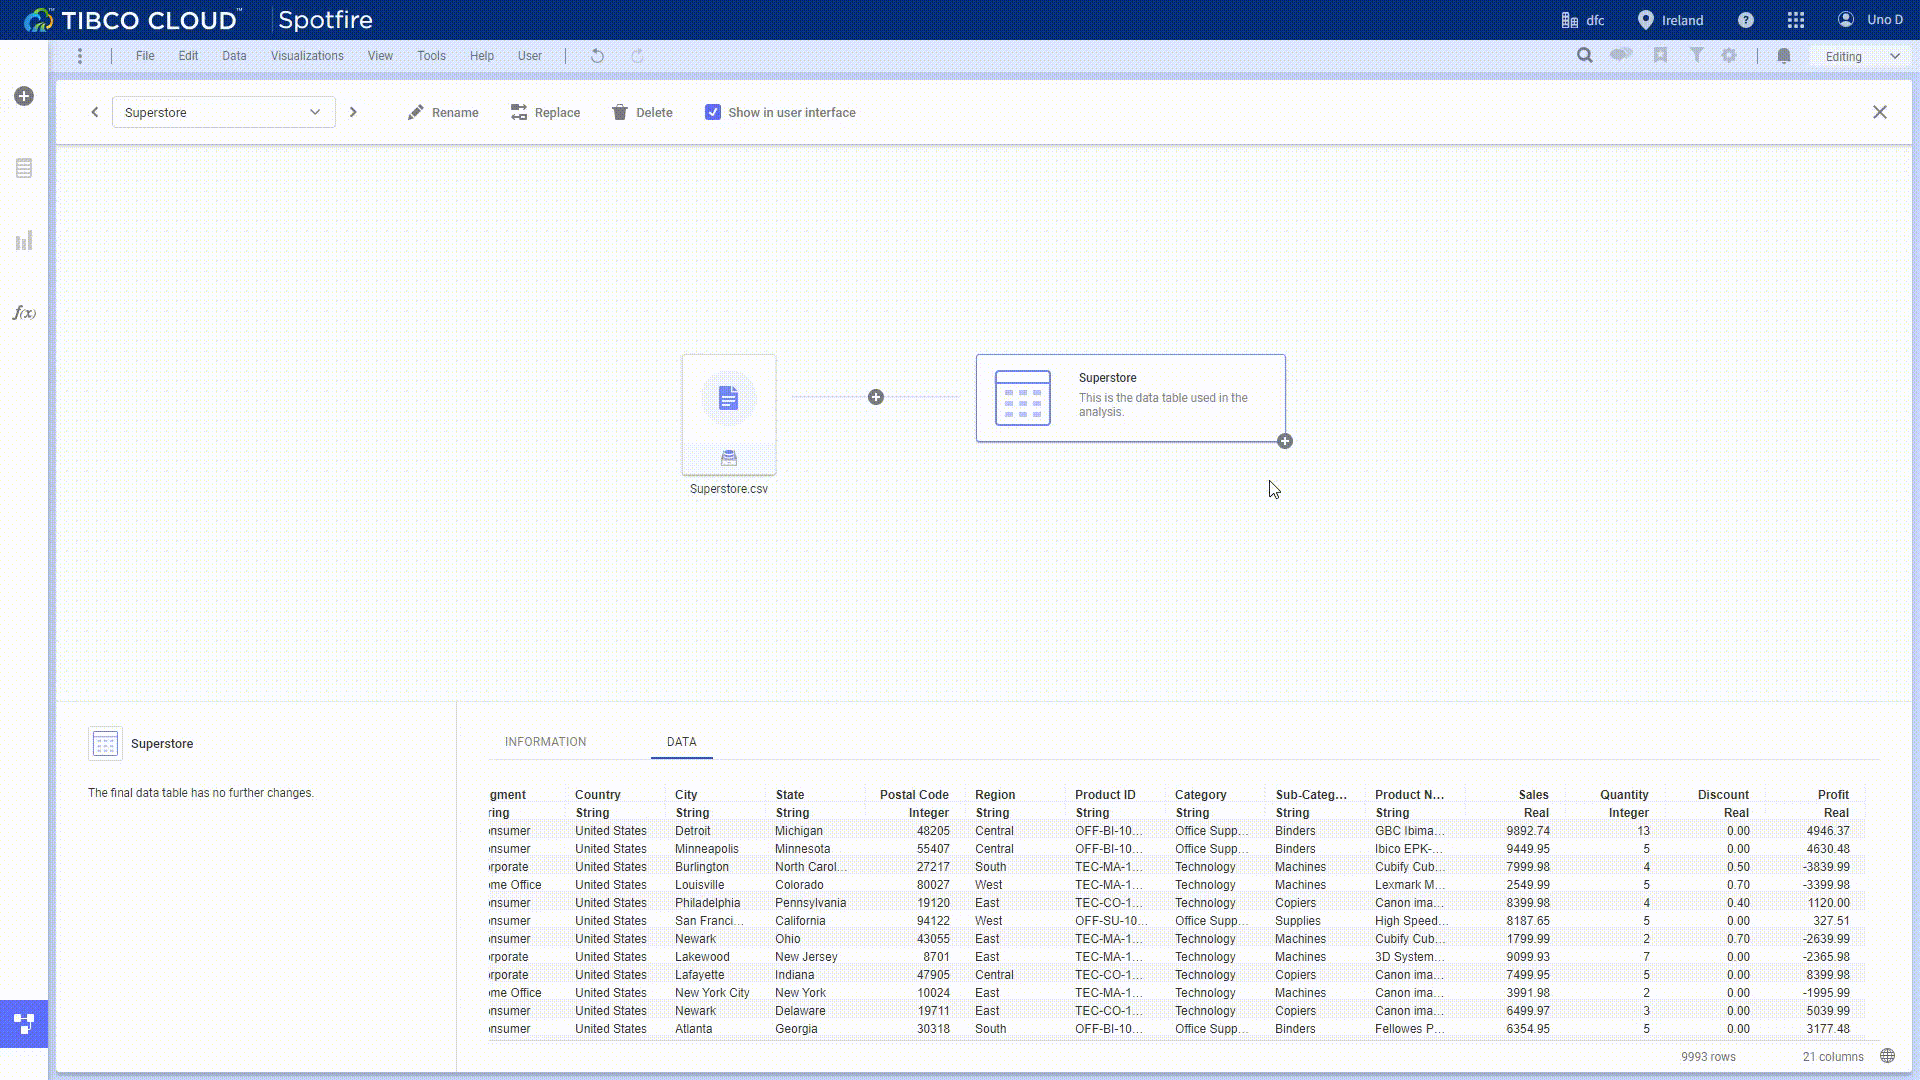 TIBCO CLOUD™ Spotfire dfc Ireland ? Uno D
File Edit Data Visualizations View Tools Help User Editing
Superstore Rename Replace Delete Show in user interface
f(x)
Superstore
This is the data table used in the
analysis.
Superstore.csv
Superstore
The final data table has no further changes.
INFORMATION DATA
gment Country City State Postal Code Region Product ID Category Sub-Categ... Product N... Sales Quantity Discount Profit
ring String String String Integer String String String String String Real Integer Real Real
onsumer United States Detroit Michigan 48205 Central OFF-BI-10... Office Supp... Binders GBC Ibima... 9892.74 13 0.00 4946.37
onsumer United States Minneapolis Minnesota 55407 Central OFF-BI-10... Office Supp... Binders Ibico EPK-... 9449.95 5 0.00 4630.48
orporate United States Burlington North Carol... 27217 South TEC-MA-1... Technology Machines Cubify Cub... 7999.98 4 0.50 -3839.99
ome Office United States Louisville Colorado 80027 West TEC-MA-1... Technology Machines Lexmark M... 2549.99 5 0.70 -3399.98
onsumer United States Philadelphia Pennsylvania 19120 East TEC-CO-1... Technology Copiers Canon ima... 8399.98 4 0.40 1120.00
onsumer United States San Franci... California 94122 West OFF-SU-10... Office Supp... Supplies High Speed... 8187.65 5 0.00 327.51
onsumer United States Newark Ohio 43055 East TEC-MA-1... Technology Machines Cubify Cub... 1799.99 2 0.70 -2639.99
orporate United States Lakewood New Jersey 8701 East TEC-MA-1... Technology Machines 3D System... 9099.93 7 0.00 -2365.98
orporate United States Lafayette Indiana 47905 Central TEC-CO-1... Technology Copiers Canon ima... 7499.95 5 0.00 8399.98
ome Office United States New York City New York 10024 East TEC-MA-1... Technology Machines Canon ima... 3991.98 2 0.00 -1995.99
onsumer United States Newark Delaware 19711 East TEC-CO-1... Technology Copiers Canon ima... 6499.97 3 0.00 5039.99
onsumer United States Atlanta Georgia 30318 South OFF-BI-10... Office Supp... Binders Fellowes P... 6354.95 5 0.00 3177.48
9993 rows 21 columns